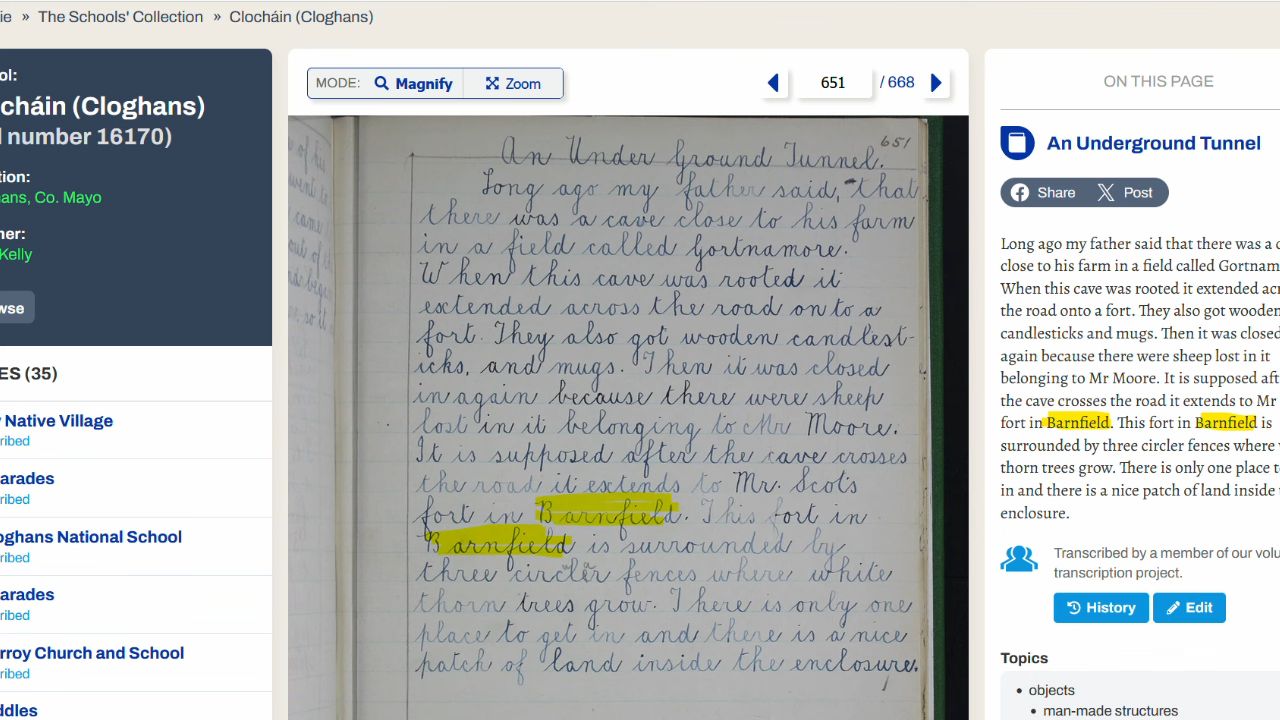 ie » The Schools' Collection » Clocháin (Cloghans)
ol:
cháin (Cloghans)
l number 16170)
tion:
ans, Co. Mayo
ner:
Kelly
wse
ES (35)
y Native Village
ribed
arades
ribed
oghans National School
ribed
arades
ribed
rroy Church and School
ribed
ddles
MODE: Magnify Zoom
651 / 668
651
An Under Ground Tunnel.
Long ago my father said, that
there was a cave close to his farm
in a field called Gortnamore.
When this cave was rooted it
extended across the road on to a
fort. They also got wooden candlest-
icks, and mugs. Then it was closed
in again because there were sheep
lost in it belonging to Mr Moore.
It is supposed after the cave crosses
the road it extends to Mr. Scots
fort in Barnfield. This fort in
Barnfield is surrounded by
three circler fences where white
thorn trees grow. There is only one
place to get in and there is a nice
patch of land inside the enclosure.
ON THIS PAGE
An Underground Tunnel
Share Post
Long ago my father said that there was a c
close to his farm in a field called Gortnam
When this cave was rooted it extended acr
the road onto a fort. They also got wooden
candlesticks and mugs. Then it was closed
again because there were sheep lost in it
belonging to Mr Moore. It is supposed aft
the cave crosses the road it extends to Mr
fort in Barnfield. This fort in Barnfield is
surrounded by three circler fences where
thorn trees grow. There is only one place t
in and there is a nice patch of land inside
enclosure.
Transcribed by a member of our volu
transcription project.
History Edit
Topics
• objects
• man-made structures